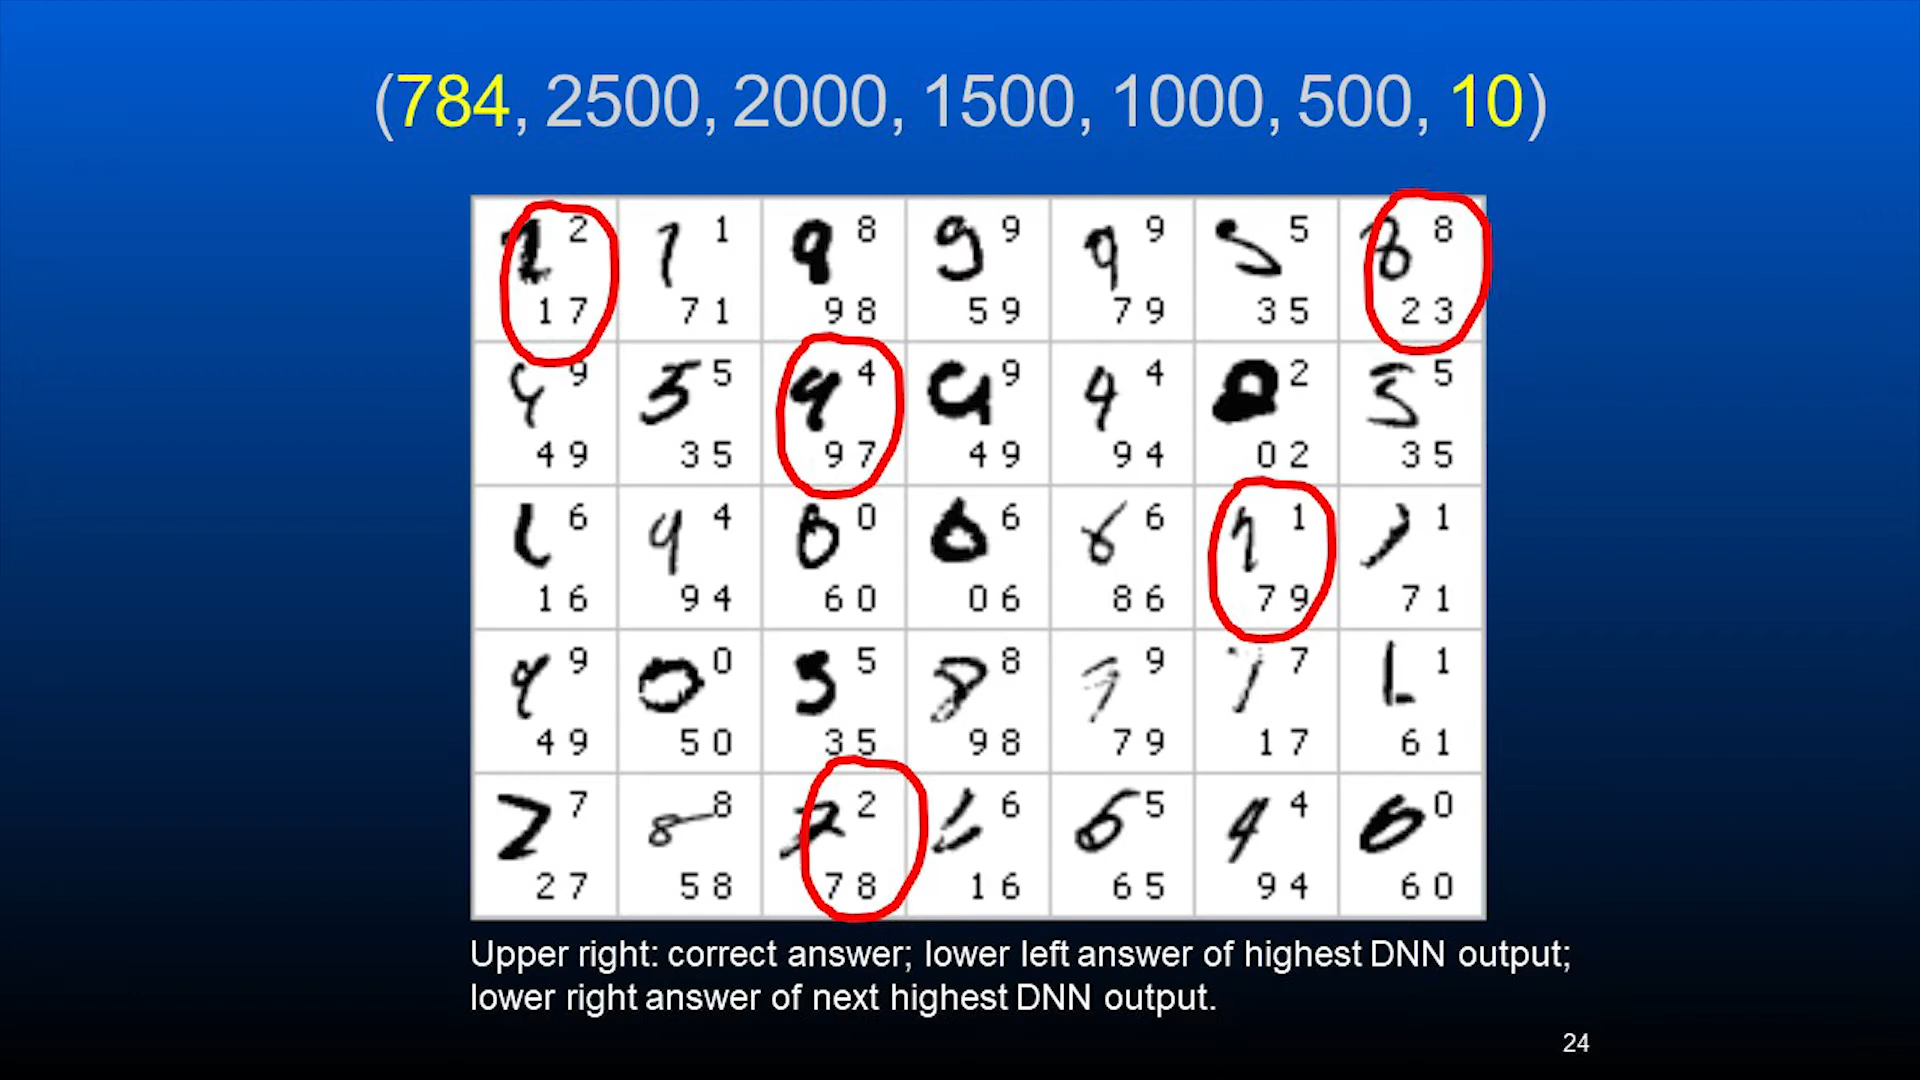 (784, 2500, 2000, 1500, 1000, 500, 10)
2 1 8 9 9 5 8
1 7 7 1 9 8 5 9 7 9 3 5 2 3
9 5 4 9 4 2 5
4 9 3 5 9 7 4 9 9 4 0 2 3 5
6 4 0 6 6 1 1
1 6 9 4 6 0 0 6 8 6 7 9 7 1
9 0 5 8 9 7 1
4 9 5 0 3 5 9 8 7 9 1 7 6 1
7 8 2 6 5 4 0
2 7 5 8 7 8 1 6 6 5 9 4 6 0
Upper right: correct answer; lower left answer of highest DNN output;
lower right answer of next highest DNN output.
24